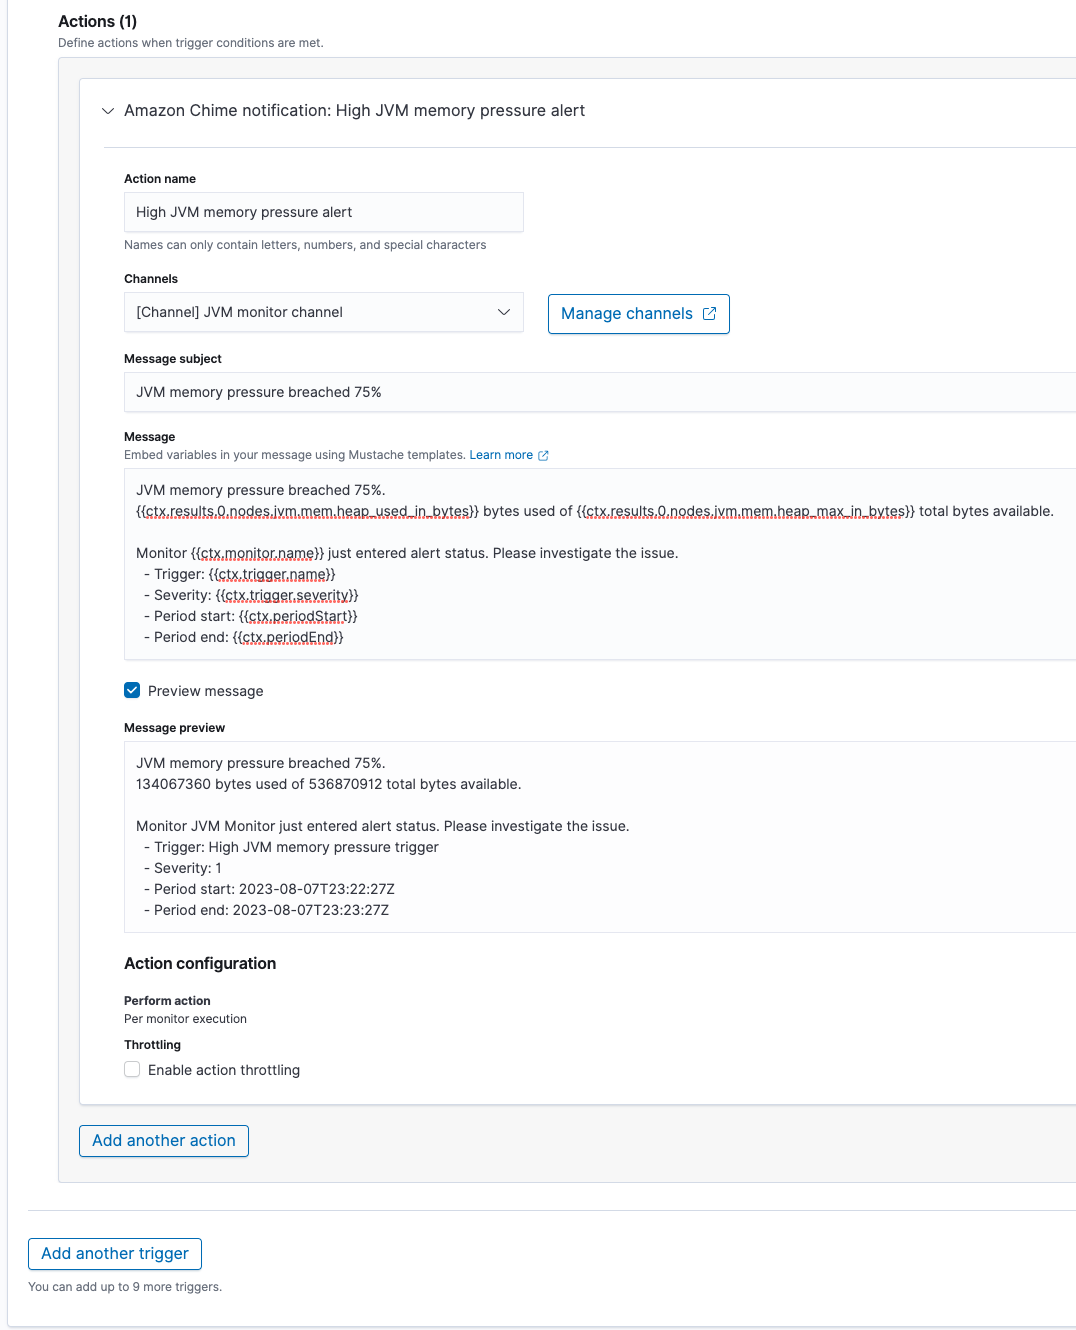 Actions (1)
Define actions when trigger conditions are met.
Amazon Chime notification: High JVM memory pressure alert
Action name
High JVM memory pressure alert
Names can only contain letters, numbers, and special characters
Channels
[Channel] JVM monitor channel
Manage channels
Message subject
JVM memory pressure breached 75%
Message
Embed variables in your message using Mustache templates. Learn more
JVM memory pressure breached 75%.
{{ctx.results.0.nodes.jvm.mem.heap_used_in_bytes}} bytes used of {{ctx.results.0.nodes.jvm.mem.heap_max_in_bytes}} total bytes available.
Monitor {{ctx.monitor.name}} just entered alert status. Please investigate the issue.
- Trigger: {{ctx.trigger.name}}
- Severity: {{ctx.trigger.severity}}
- Period start: {{ctx.periodStart}}
- Period end: {{ctx.periodEnd}}
Preview message
Message preview
JVM memory pressure breached 75%.
134067360 bytes used of 536870912 total bytes available.
Monitor JVM Monitor just entered alert status. Please investigate the issue.
- Trigger: High JVM memory pressure trigger
- Severity: 1
- Period start: 2023-08-07T23:22:27Z
- Period end: 2023-08-07T23:23:27Z
Action configuration
Perform action
Per monitor execution
Throttling
Enable action throttling
Add another action
Add another trigger
You can add up to 9 more triggers.